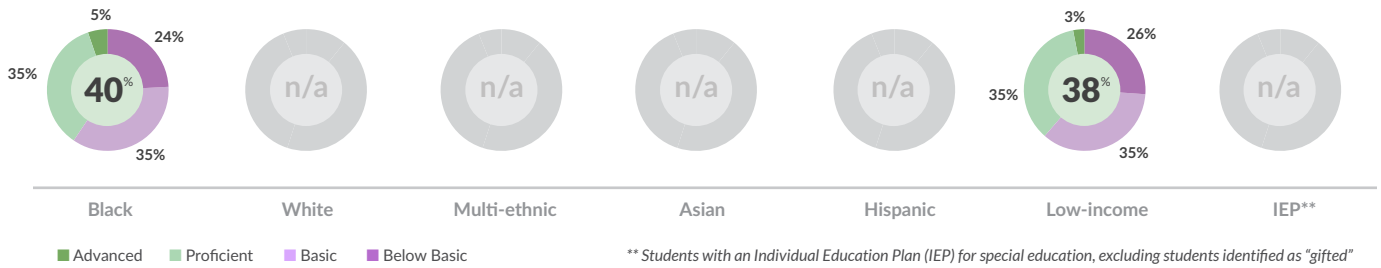 5%
24%
35%
35%
40%
n/a
n/a
n/a
n/a
3%
26%
35%
35%
38%
n/a
Black
White
Multi-ethnic
Asian
Hispanic
Low-income
IEP**
Advanced
Proficient
Basic
Below Basic
** Students with an Individual Education Plan (IEP) for special education, excluding students identified as “gifted”